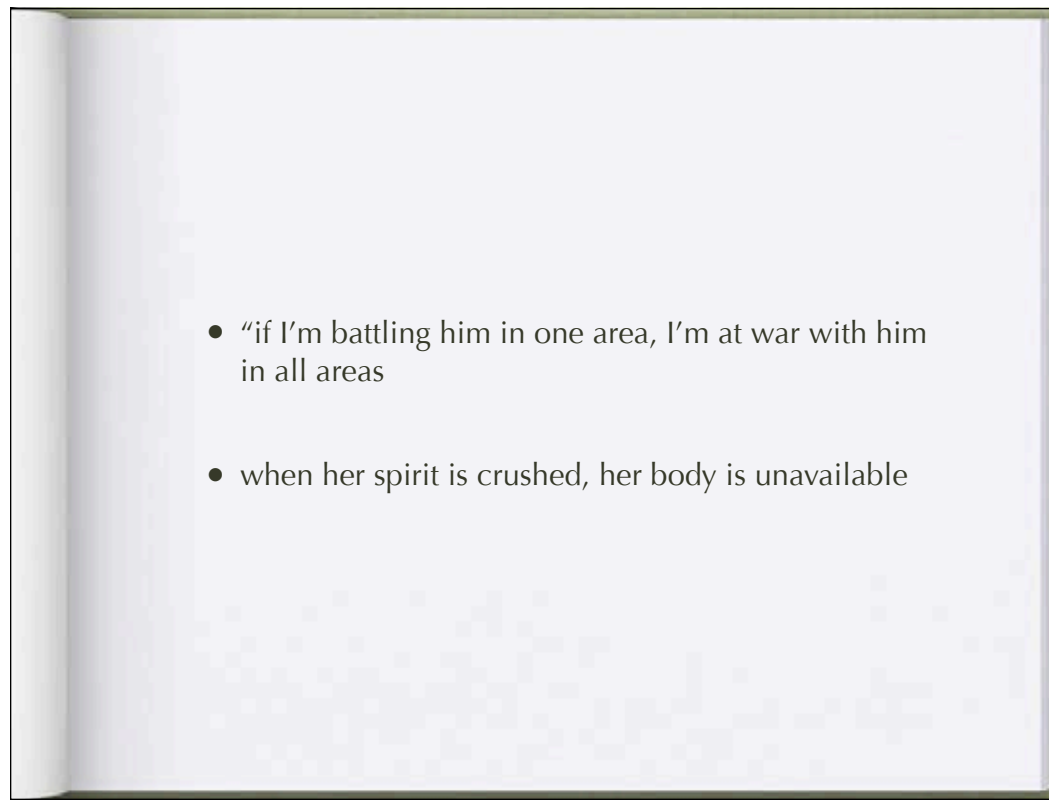 • “if I’m battling him in one area, I’m at war with him
in all areas
• when her spirit is crushed, her body is unavailable